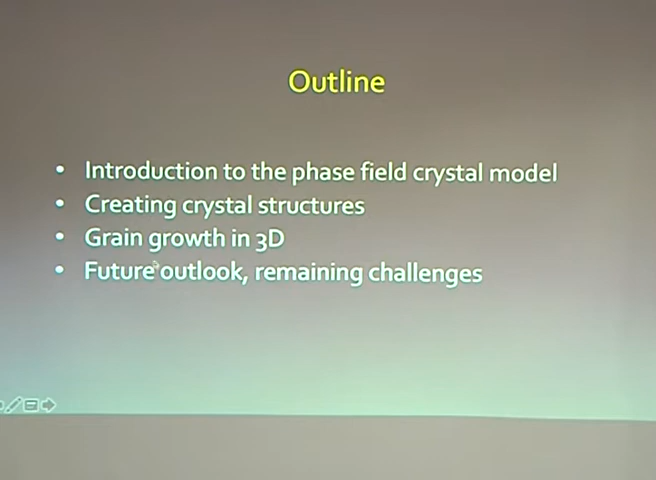 Outline
• Introduction to the phase field crystal model
• Creating crystal structures
• Grain growth in 3D
• Future outlook, remaining challenges